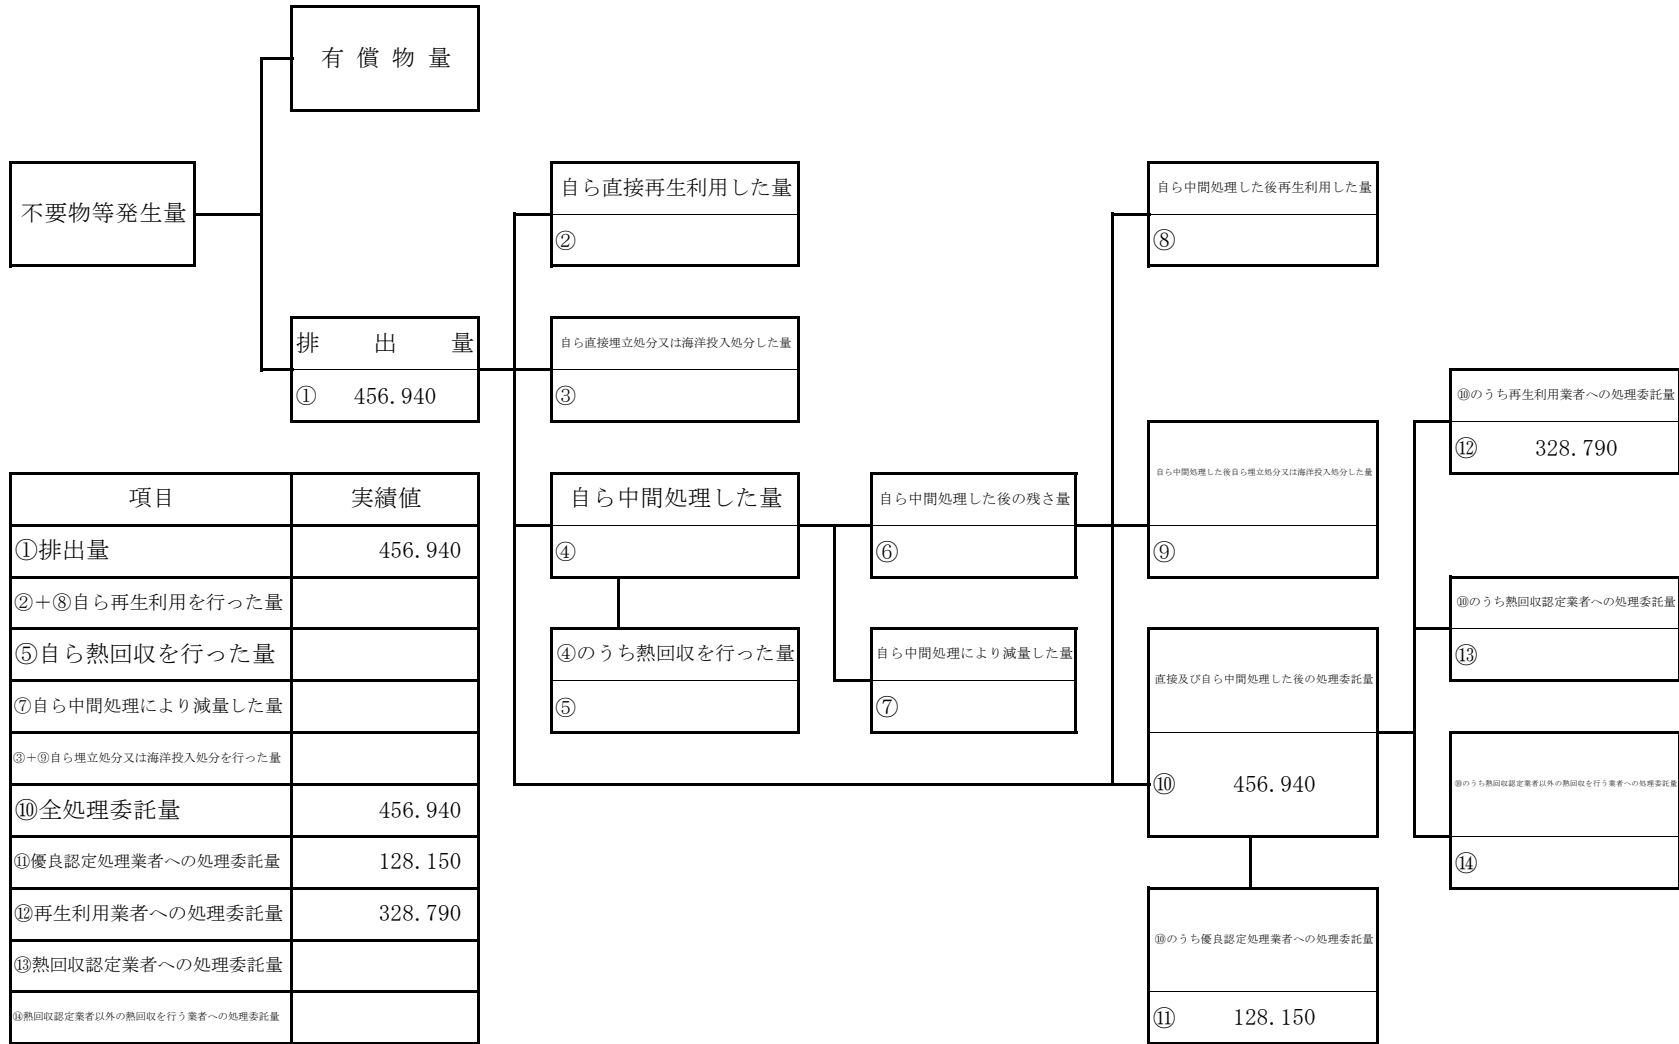 有償物量
不要物等発生量
排出量
① 456.940
自ら直接再生利用した量
②
自ら直接埋立処分又は海洋投入処分した量
③
自ら中間処理した量
④
④のうち熱回収を行った量
⑤
自ら中間処理した後の残さ量
⑥
自ら中間処理により減量した量
⑦
自ら中間処理した後再生利用した量
⑧
自ら中間処理した後自ら埋立処分又は海洋投入処分した量
⑨
直接及び自ら中間処理した後の処理委託量
⑩ 456.940
⑩のうち優良認定処理業者への処理委託量
⑪ 128.150
⑩のうち再生利用業者への処理委託量
⑫ 328.790
⑩のうち熱回収認定業者への処理委託量
⑬
⑩のうち熱回収認定業者以外の熱回収を行う業者への処理委託量
⑭
項目 実績値
①排出量 456.940
②+⑧自ら再生利用を行った量
⑤自ら熱回収を行った量
⑦自ら中間処理により減量した量
③+⑨自ら埋立処分又は海洋投入処分を行った量
⑩全処理委託量 456.940
⑪優良認定処理業者への処理委託量 128.150
⑫再生利用業者への処理委託量 328.790
⑬熱回収認定業者への処理委託量
⑭熱回収認定業者以外の熱回収を行う業者への処理委託量